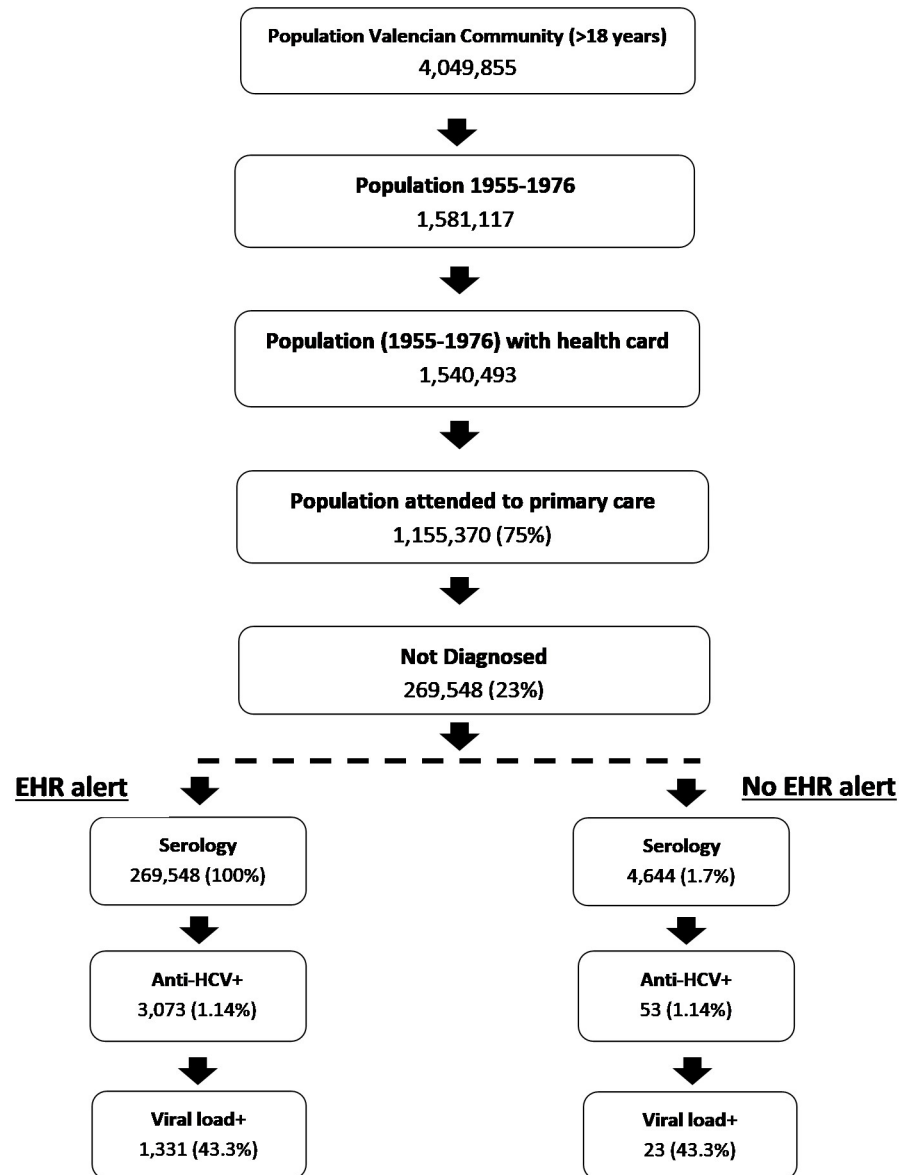 Population Valencian Community (>18 years)
4,049,855
Population 1955-1976
1,581,117
Population (1955-1976) with health card
1,540,493
Population attended to primary care
1,155,370 (75%)
Not Diagnosed
269,548 (23%)
EHR alert
No EHR alert
Serology
269,548 (100%)
Serology
4,644 (1.7%)
Anti-HCV+
3,073 (1.14%)
Anti-HCV+
53 (1.14%)
Viral load+
1,331 (43.3%)
Viral load+
23 (43.3%)